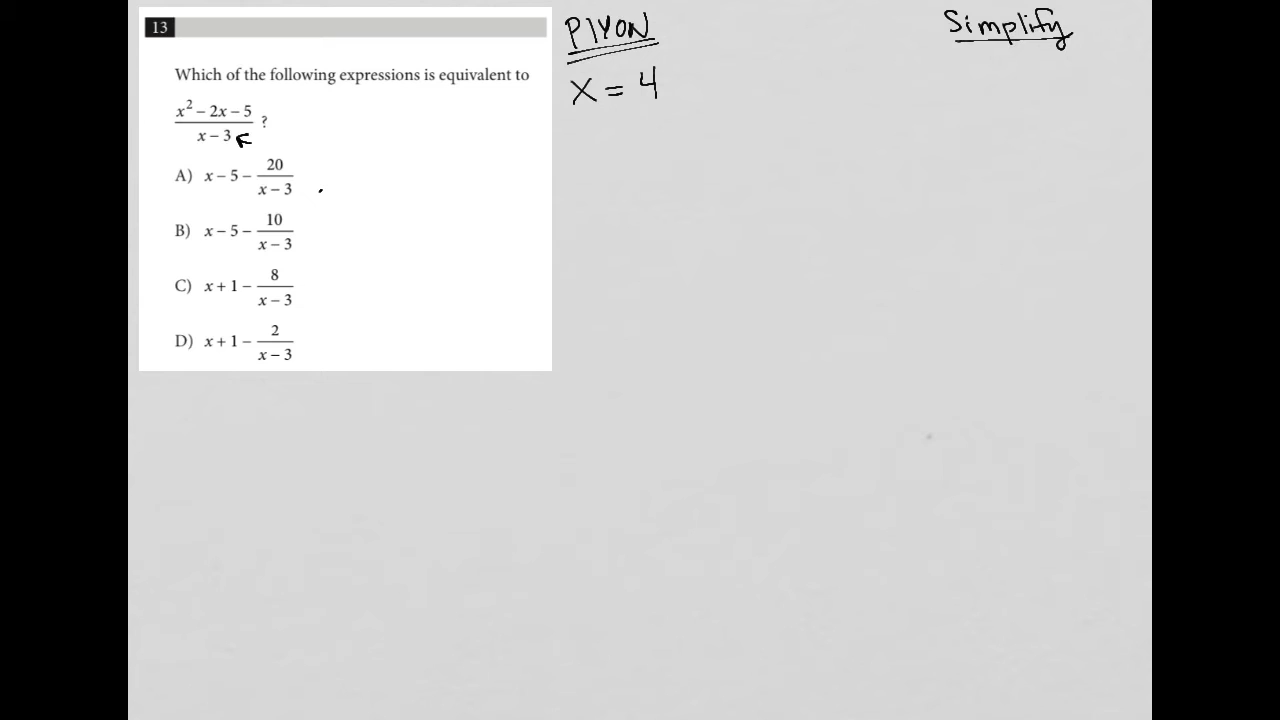 13
Which of the following expressions is equivalent to
x² – 2x – 5
x – 3
?
A) x – 5 – 20
x – 3
B) x – 5 – 10
x – 3
C) x + 1 – 8
x – 3
D) x + 1 – 2
x – 3
PIYON
X = 4
Simplify